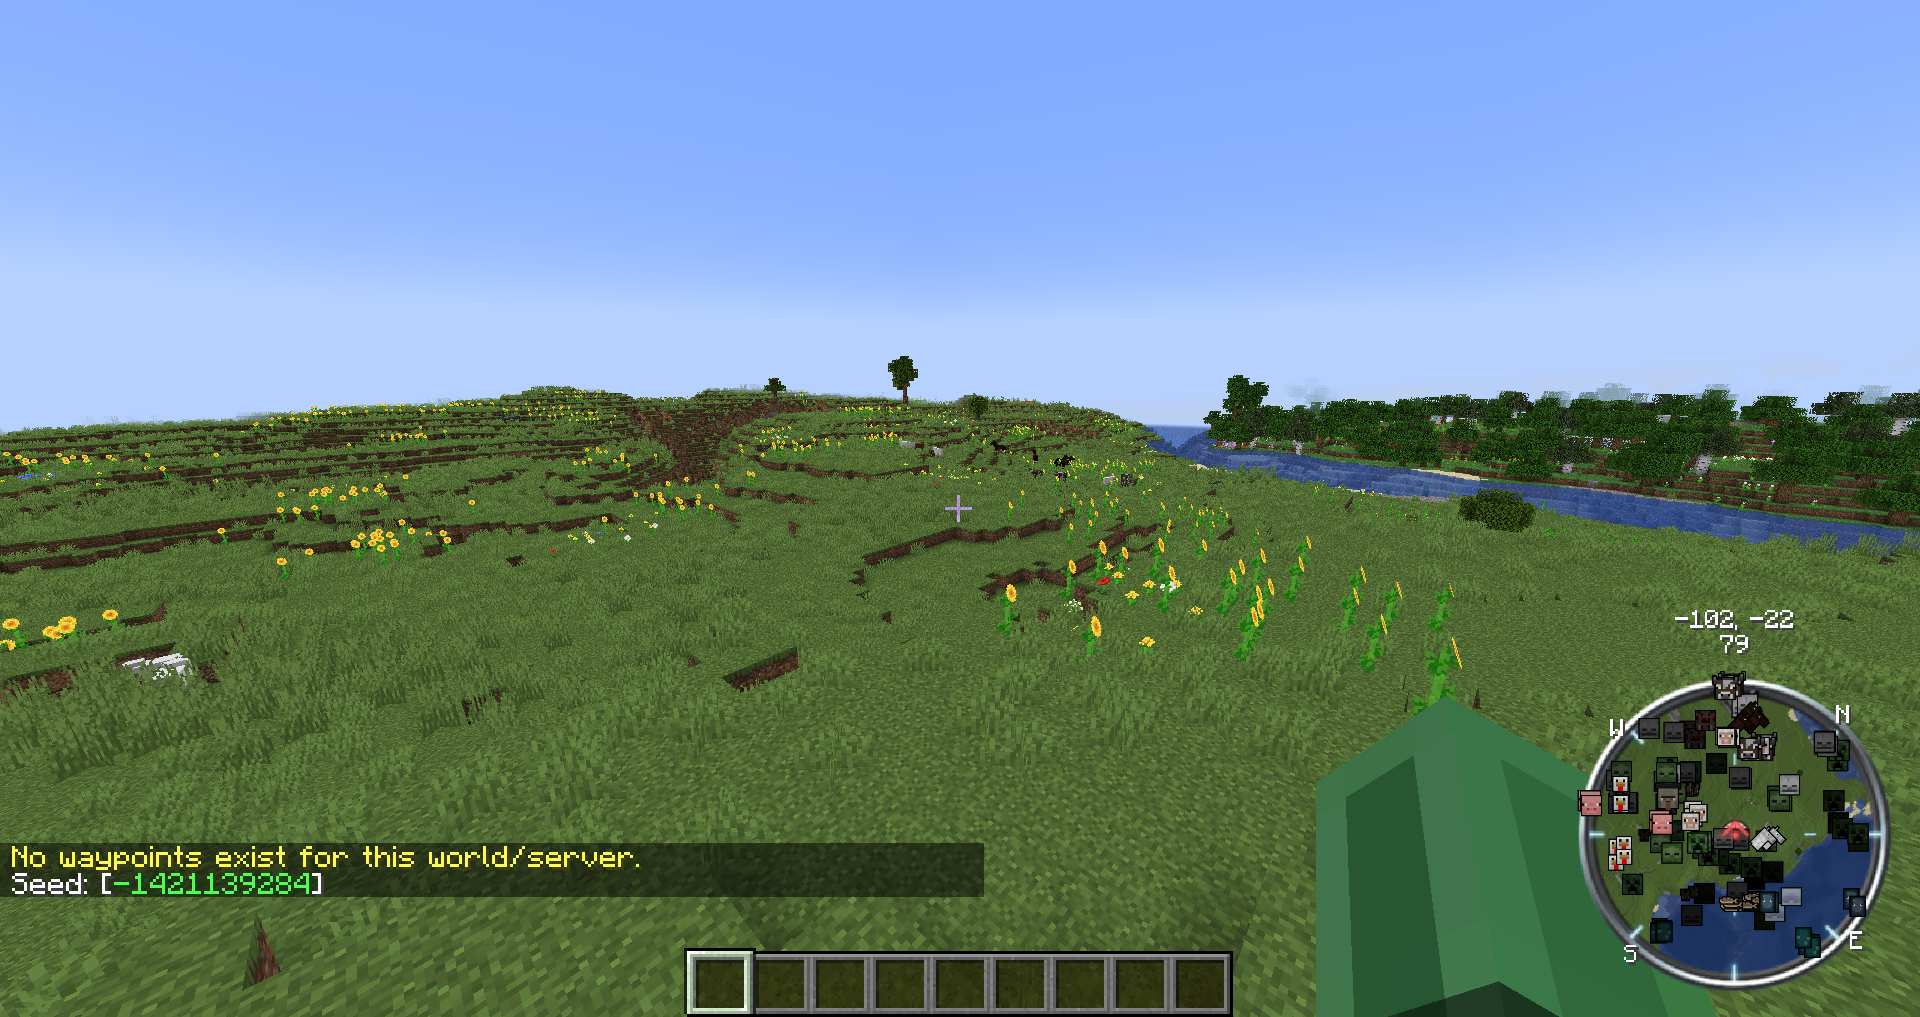 No waypoints exist for this world/server.
Seed: [-1421139284]
-102, -22
79
W
N
S
E